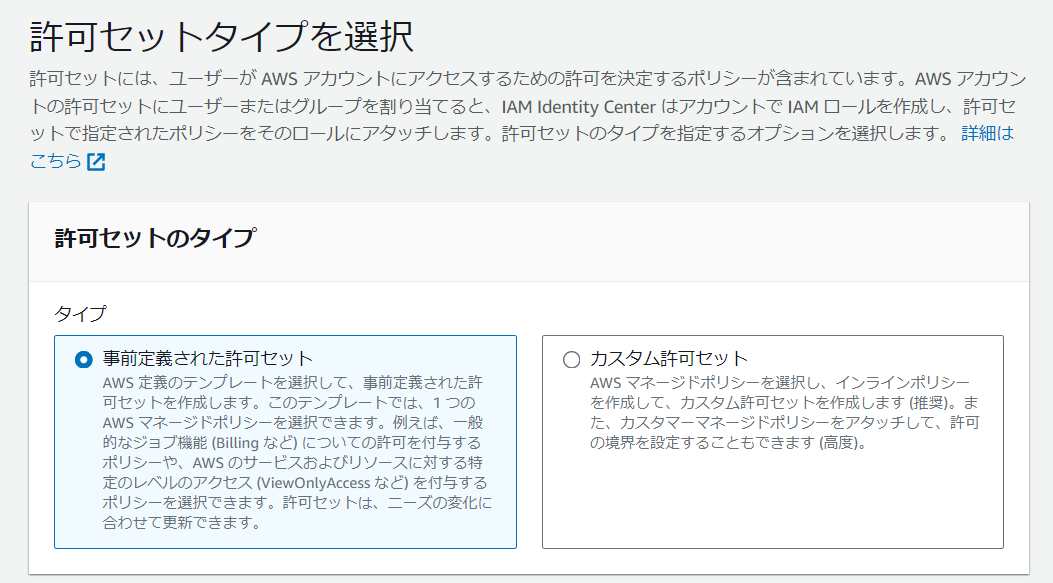 許可セットタイプを選択
許可セットには、ユーザーが AWS アカウントにアクセスするための許可を決定するポリシーが含まれています。AWS アカウン
トの許可セットにユーザーまたはグループを割り当てると、IAM Identity Center はアカウントで IAM ロールを作成し、許可セ
ットで指定されたポリシーをそのロールにアタッチします。許可セットのタイプを指定するオプションを選択します。 詳細は
こちら
許可セットのタイプ
タイプ
事前定義された許可セット
AWS 定義のテンプレートを選択して、事前定義された許
可セットを作成します。このテンプレートでは、1 つの
AWS マネージドポリシーを選択できます。例えば、一般
的なジョブ機能 (Billing など) についての許可を付与する
ポリシーや、AWS のサービスおよびリソースに対する特
定のレベルのアクセス (ViewOnlyAccess など) を付与する
ポリシーを選択できます。許可セットは、ニーズの変化に
合わせて更新できます。
カスタム許可セット
AWS マネージドポリシーを選択し、インラインポリシー
を作成して、カスタム許可セットを作成します (推奨)。ま
た、カスタマーマネージドポリシーをアタッチして、許可
の境界を設定することもできます (高度)。